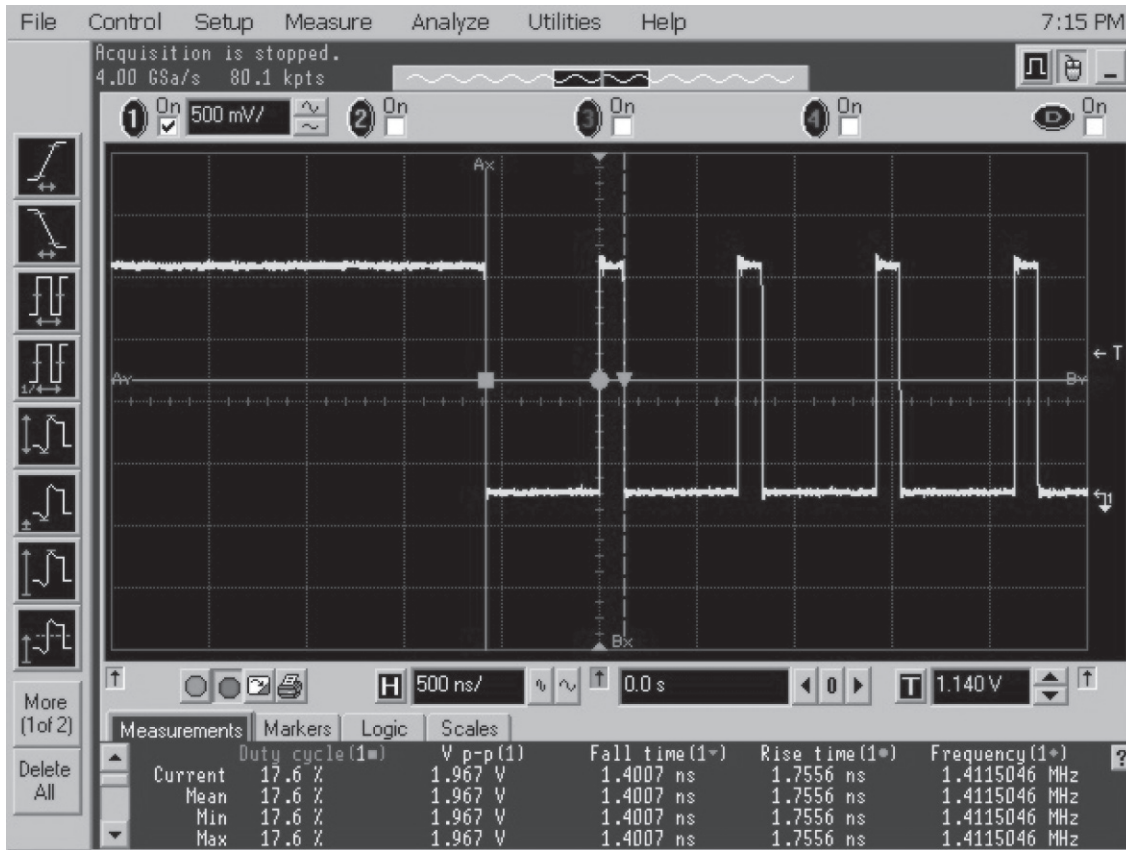 File Control Setup Measure Analyze Utilities Help 7:15 PM
Acquisition is stopped.
4.00 GSa/s 80.1 kpts
1 On 500 mV/ 2 On 3 On 4 On D On
Ax
T
Ay By
1
Bx
H 500 ns/ 0.0 s 0 T 1.140 V
More
(1of 2)
Delete
All
Measurements Markers Logic Scales
Duty cycle(1■) V p-p(1) Fall time(1▾) Rise time(1●) Frequency(1◆) ?
Current 17.6 % 1.967 V 1.4007 ns 1.7556 ns 1.4115046 MHz
Mean 17.6 % 1.967 V 1.4007 ns 1.7556 ns 1.4115046 MHz
Min 17.6 % 1.967 V 1.4007 ns 1.7556 ns 1.4115046 MHz
Max 17.6 % 1.967 V 1.4007 ns 1.7556 ns 1.4115046 MHz